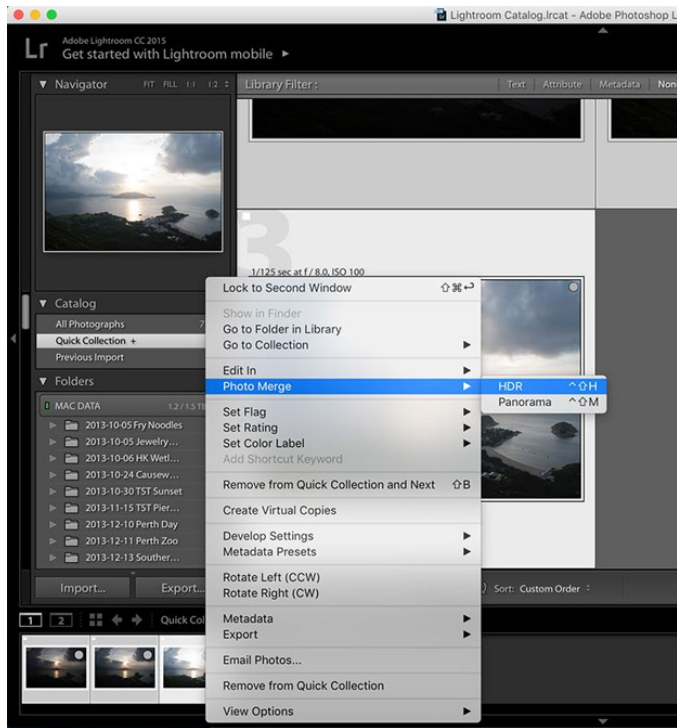 Lightroom Catalog.lrcat - Adobe Photoshop L
Lr
Adobe Lightroom CC 2015
Get started with Lightroom mobile ▶
Navigator FIT FILL 1:1 1:2
Library Filter : Text Attribute Metadata Non
3
1/125 sec at f / 8.0, ISO 100
Catalog
All Photographs 7
Quick Collection +
Previous Import
Folders
MAC DATA 1.2 / 1.5 TB
2013-10-05 Fry Noodles
2013-10-05 Jewelry...
2013-10-06 HK Wetl...
2013-10-24 Causew...
2013-10-30 TST Sunset
2013-11-15 TST Pier...
2013-12-10 Perth Day
2013-12-11 Perth Zoo
2013-12-13 Souther...
Import... Export...
Lock to Second Window ⇧⌘↩
Show in Finder
Go to Folder in Library
Go to Collection ▶
Edit In ▶
Photo Merge ▶
HDR ^⇧H
Panorama ^⇧M
Set Flag ▶
Set Rating ▶
Set Color Label ▶
Add Shortcut Keyword
Remove from Quick Collection and Next ⇧B
Create Virtual Copies
Develop Settings ▶
Metadata Presets ▶
Rotate Left (CCW)
Rotate Right (CW)
Metadata ▶
Export ▶
Email Photos...
Remove from Quick Collection
View Options ▶
Sort: Custom Order
1 2 Quick Col